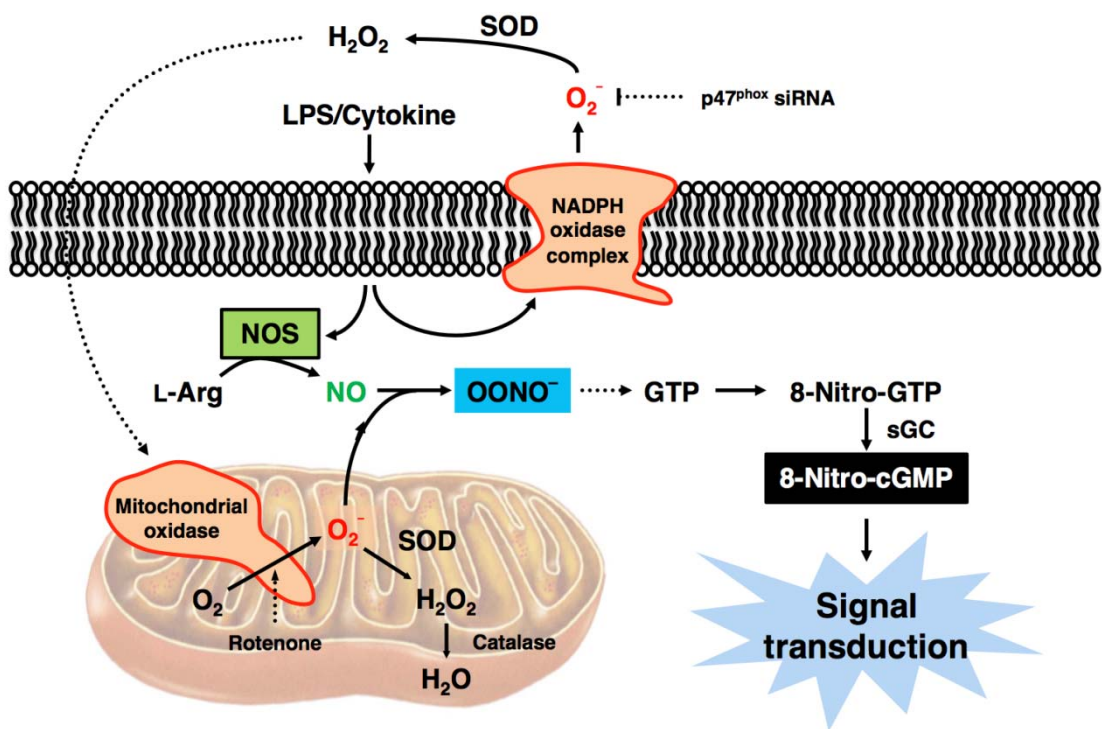 SOD
H₂O₂
O₂⁻
p47ᵖʰᵒˣ siRNA
LPS/Cytokine
NADPH
oxidase
complex
NOS
L-Arg
NO
OONO⁻
GTP
8-Nitro-GTP
sGC
8-Nitro-cGMP
Mitochondrial
oxidase
O₂⁻
SOD
O₂
H₂O₂
Rotenone
Catalase
H₂O
Signal
transduction